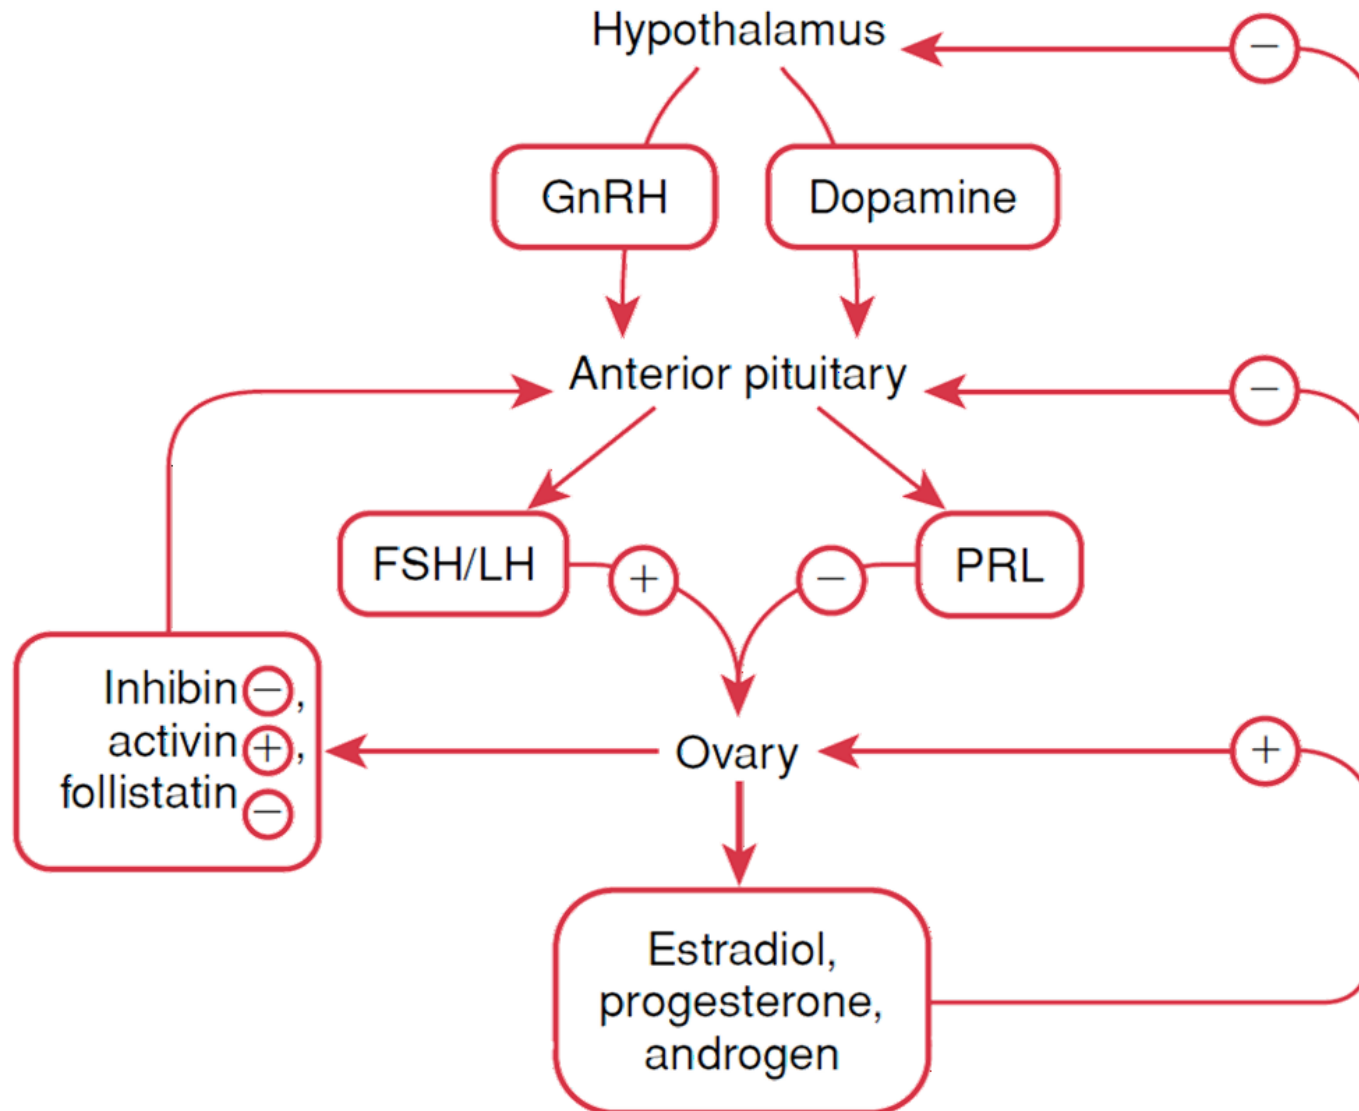 Hypothalamus
−
GnRH
Dopamine
Anterior pituitary
−
FSH/LH
+
−
PRL
Inhibin −,
activin +,
follistatin −
Ovary
+
Estradiol,
progesterone,
androgen